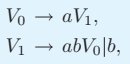 V₀ → aV₁,
V₁ → abV₀|b,